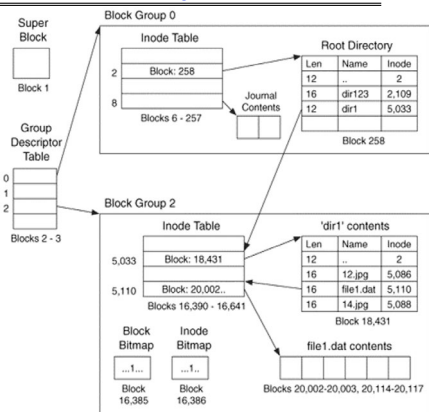 Super
Block
Block 1
Group
Descriptor
Table
0
1
2
Blocks 2 - 3
Block Group 0
Inode Table
2
Block: 258
8
Blocks 6 - 257
Journal
Contents
Root Directory
Len Name Inode
12 .. 2
16 dir123 2,109
12 dir1 5,033
Block 258
Block Group 2
Inode Table
5,033
Block: 18,431
5,110
Block: 20,002..
Blocks 16,390 - 16,641
'dir1' contents
Len Name Inode
12 .. 2
16 12.jpg 5,086
16 file1.dat 5,110
16 14.jpg 5,088
Block 18,431
Block
Bitmap
...1...
Block
16,385
Inode
Bitmap
...1..
Block
16,386
file1.dat contents
Blocks 20,002-20,003, 20,114-20,117